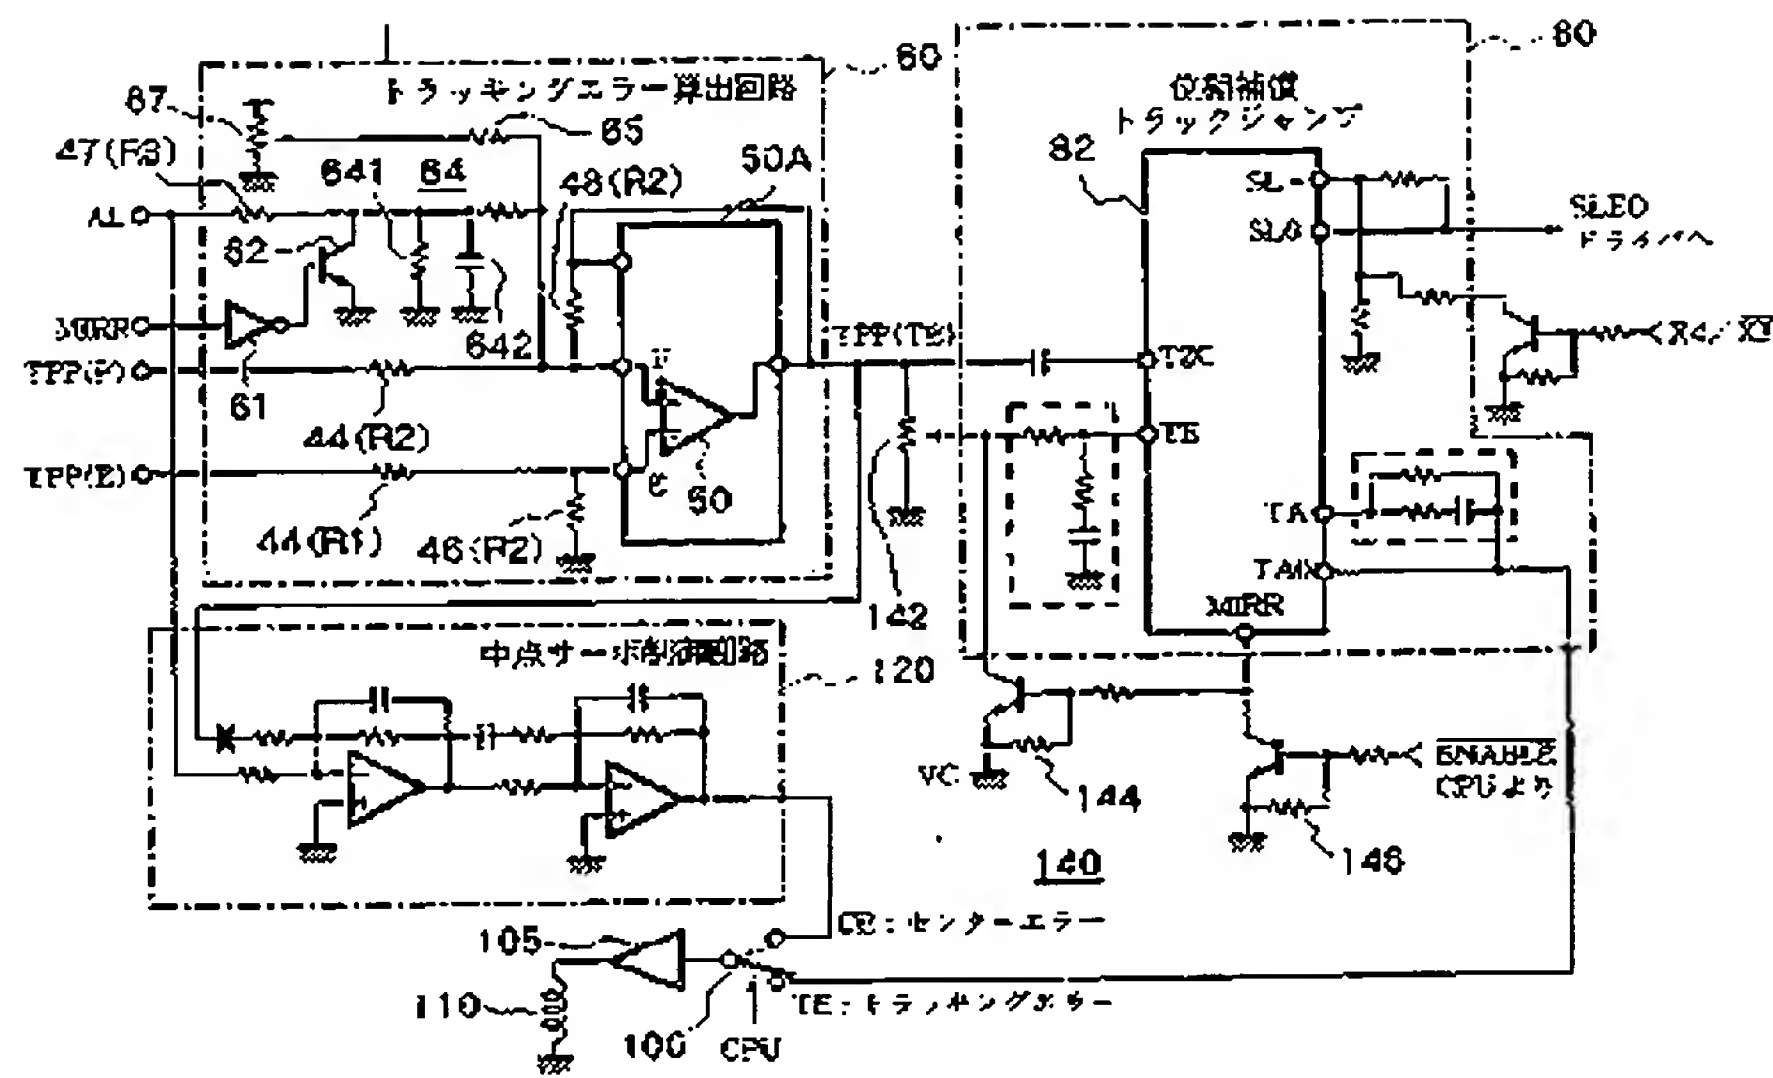 60
80
トラッキングエラー算出回路
位相補償
トラックジャンプ
67
65
47(R3)
641
64
48(R2)
50A
82
SL-
SLO
SLEO
ドライバへ
AL
62
MIRR
642
TPP(TE)
TZC
X4/X1
TPP(F)
61
F
44(R2)
TE
TPP(E)
E
50
44(R1)
46(R2)
142
TA
TAO
MIRR
中点サーボ制御回路
120
VC
144
ENABLE
CPUより
146
140
105
CE:センターエラー
110
100
CPU
TE:トラッキングエラー